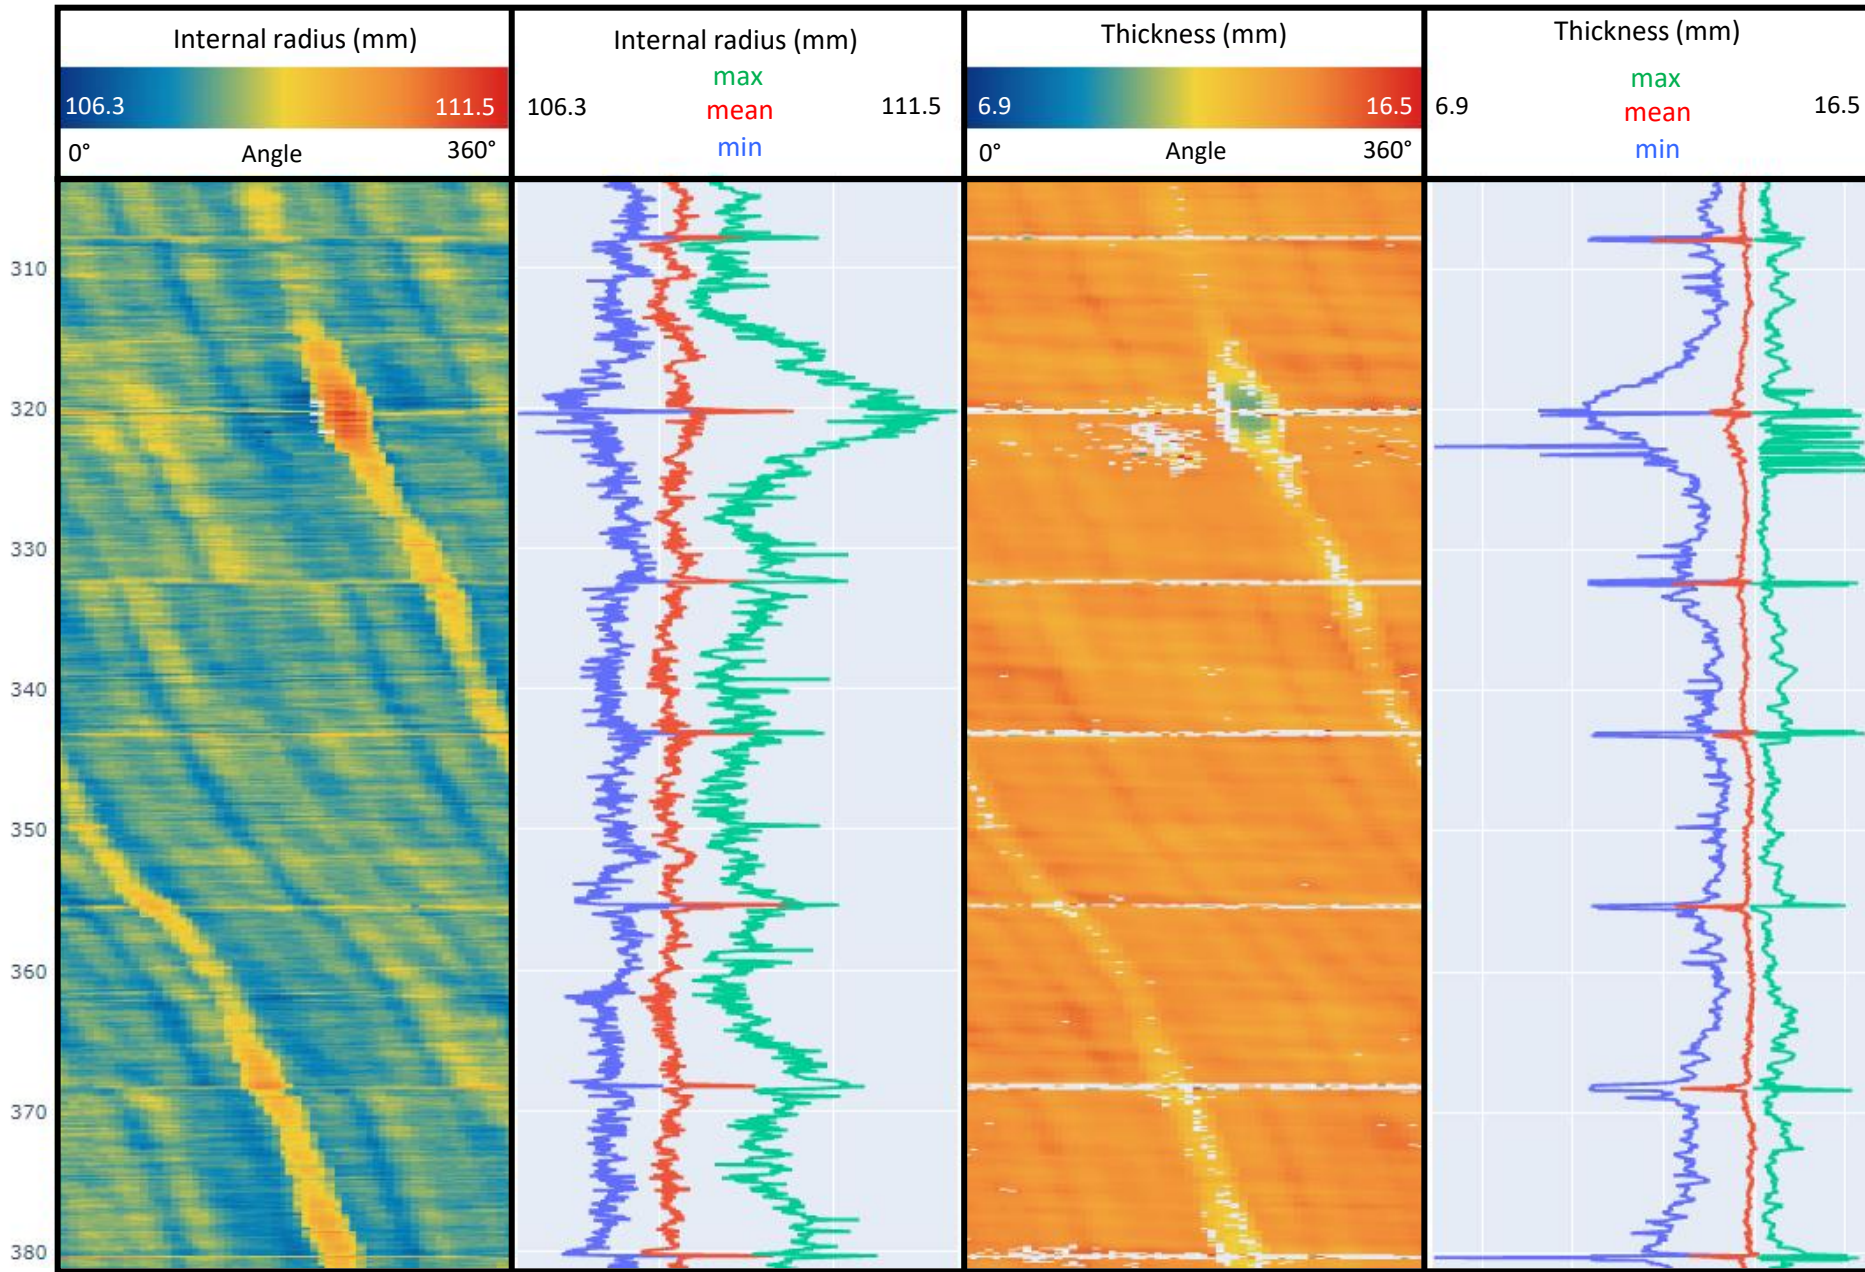 Internal radius (mm)
106.3 111.5
0° Angle 360°
Internal radius (mm)
max
106.3 mean 111.5
min
Thickness (mm)
6.9 16.5
0° Angle 360°
Thickness (mm)
max
6.9 mean 16.5
min
310
320
330
340
350
360
370
380